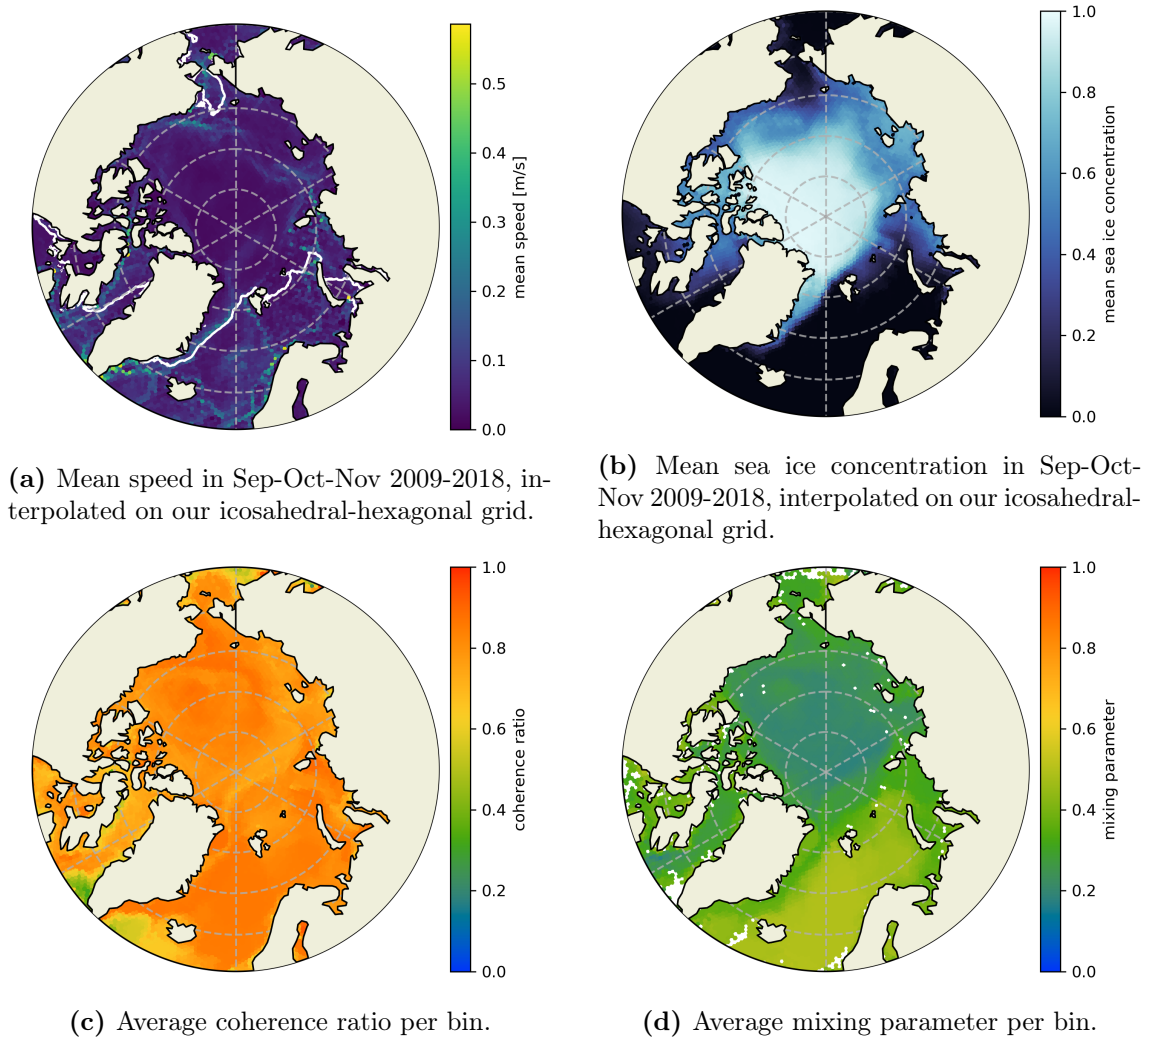 0.5
0.4
0.3
0.2
0.1
0.0
mean speed [m/s]
1.0
0.8
0.6
0.4
0.2
0.0
mean sea ice concentration
(a) Mean speed in Sep-Oct-Nov 2009-2018, in-
terpolated on our icosahedral-hexagonal grid.
(b) Mean sea ice concentration in Sep-Oct-
Nov 2009-2018, interpolated on our icosahedral-
hexagonal grid.
1.0
0.8
0.6
0.4
0.2
0.0
coherence ratio
1.0
0.8
0.6
0.4
0.2
0.0
mixing parameter
(c) Average coherence ratio per bin.
(d) Average mixing parameter per bin.